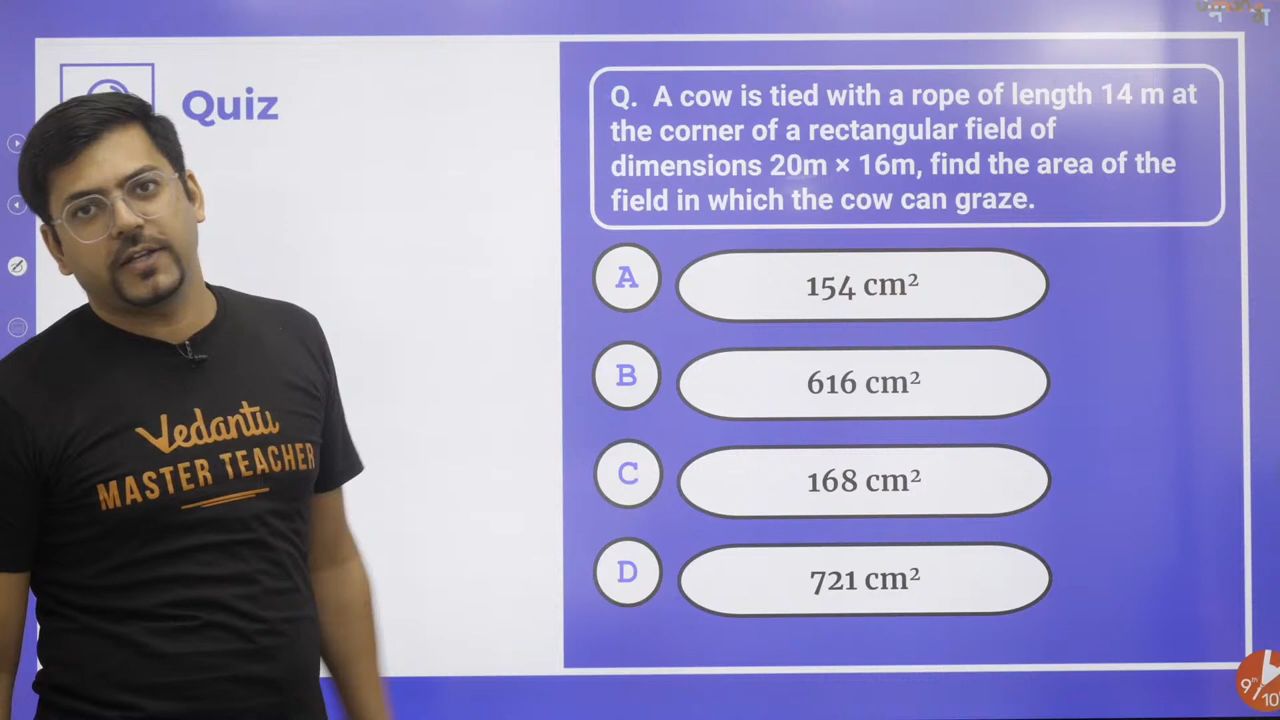 Quiz
Q. A cow is tied with a rope of length 14 m at
the corner of a rectangular field of
dimensions 20m × 16m, find the area of the
field in which the cow can graze.
A
154 cm²
B
616 cm²
C
168 cm²
D
721 cm²
Vedantu
MASTER TEACHER
9th
10